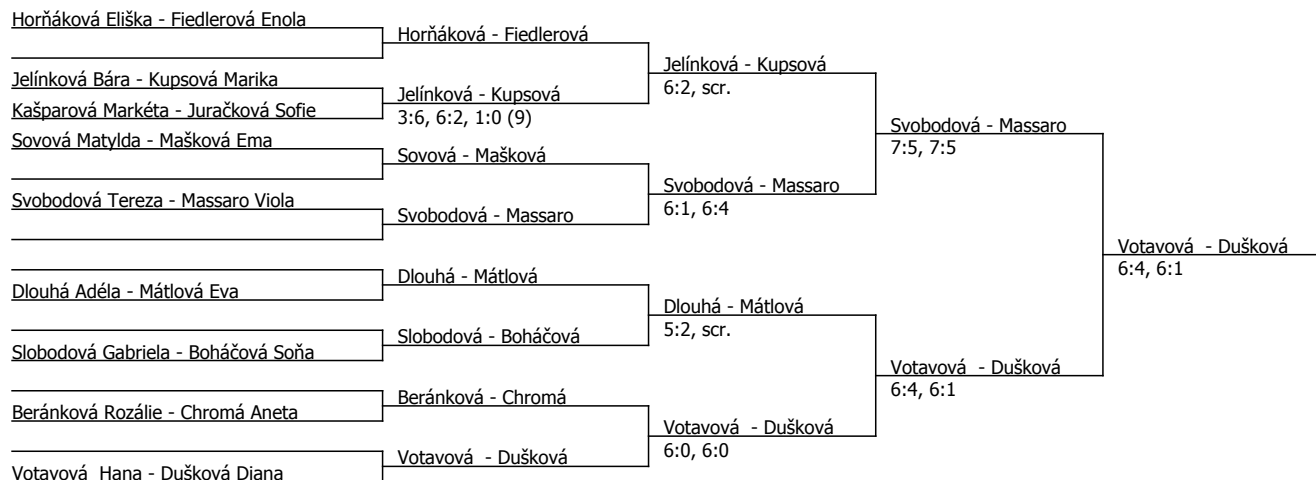 Horňáková Eliška - Fiedlerová Enola
Jelínková Bára - Kupsová Marika
Kašparová Markéta - Juračková Sofie
Sovová Matylda - Mašková Ema
Svobodová Tereza - Massaro Viola
Dlouhá Adéla - Mátlová Eva
Slobodová Gabriela - Boháčová Soňa
Beránková Rozálie - Chromá Aneta
Votavová  Hana - Dušková Diana
Horňáková - Fiedlerová
Jelínková - Kupsová
3:6, 6:2, 1:0 (9)
Sovová - Mašková
Svobodová - Massaro
Dlouhá - Mátlová
Slobodová - Boháčová
Beránková - Chromá
Votavová  - Dušková
Jelínková - Kupsová
6:2, scr.
Svobodová - Massaro
6:1, 6:4
Dlouhá - Mátlová
5:2, scr.
Votavová  - Dušková
6:0, 6:0
Svobodová - Massaro
7:5, 7:5
Votavová  - Dušková
6:4, 6:1
Votavová  - Dušková
6:4, 6:1